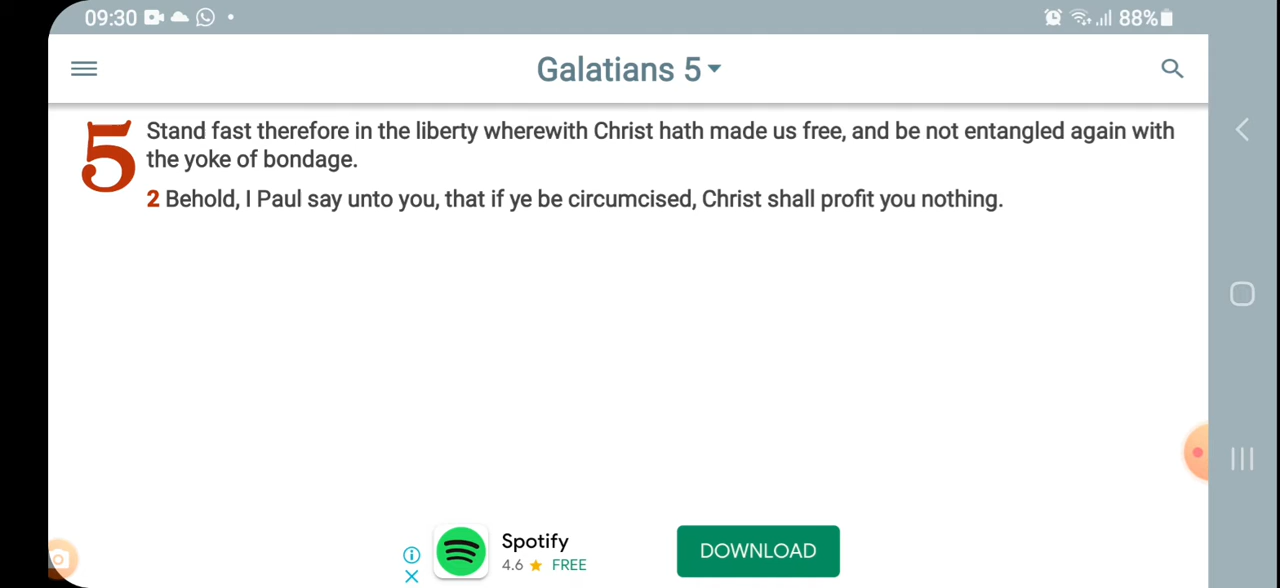 09:30 88%
Galatians 5
5 Stand fast therefore in the liberty wherewith Christ hath made us free, and be not entangled again with
the yoke of bondage.
2 Behold, I Paul say unto you, that if ye be circumcised, Christ shall profit you nothing.
Spotify
4.6 ★ FREE
DOWNLOAD